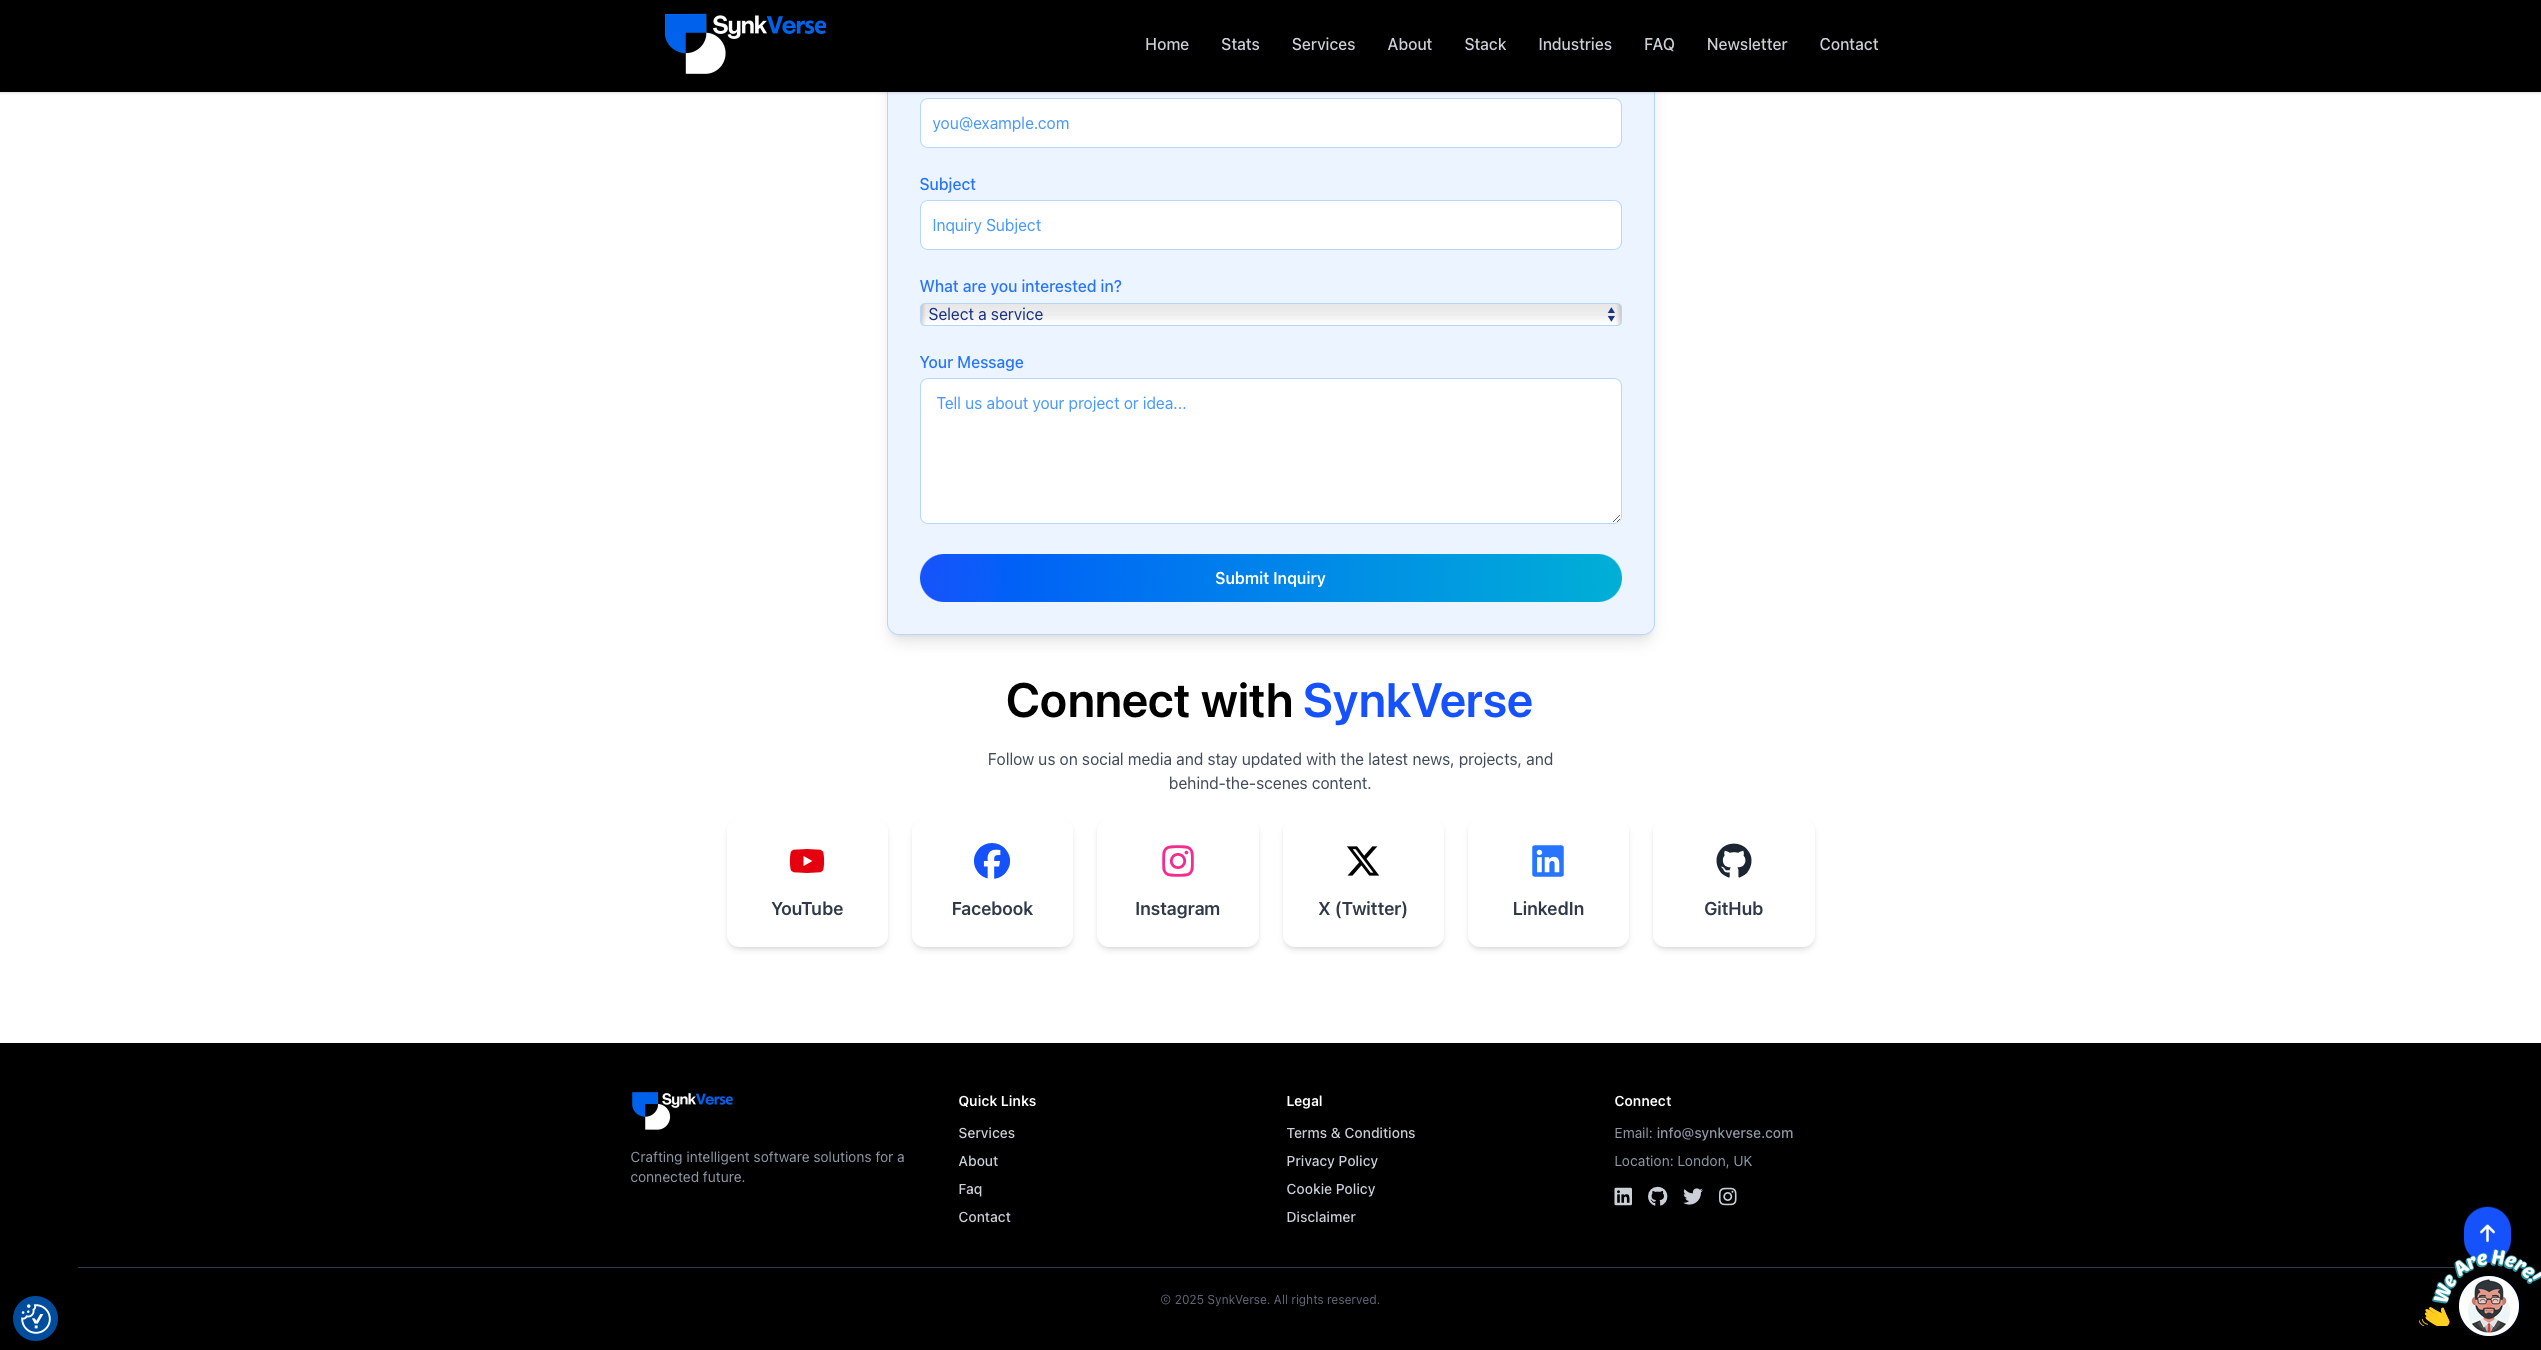 SynkVerse
Home Stats Services About Stack Industries FAQ Newsletter Contact
you@example.com
Subject
Inquiry Subject
What are you interested in?
Select a service
Your Message
Tell us about your project or idea...
Submit Inquiry
Connect with SynkVerse
Follow us on social media and stay updated with the latest news, projects, and
behind-the-scenes content.
YouTube Facebook Instagram X (Twitter) LinkedIn GitHub
SynkVerse
Crafting intelligent software solutions for a
connected future.
Quick Links
Services
About
Faq
Contact
Legal
Terms & Conditions
Privacy Policy
Cookie Policy
Disclaimer
Connect
Email: info@synkverse.com
Location: London, UK
We Are Here!
© 2025 SynkVerse. All rights reserved.